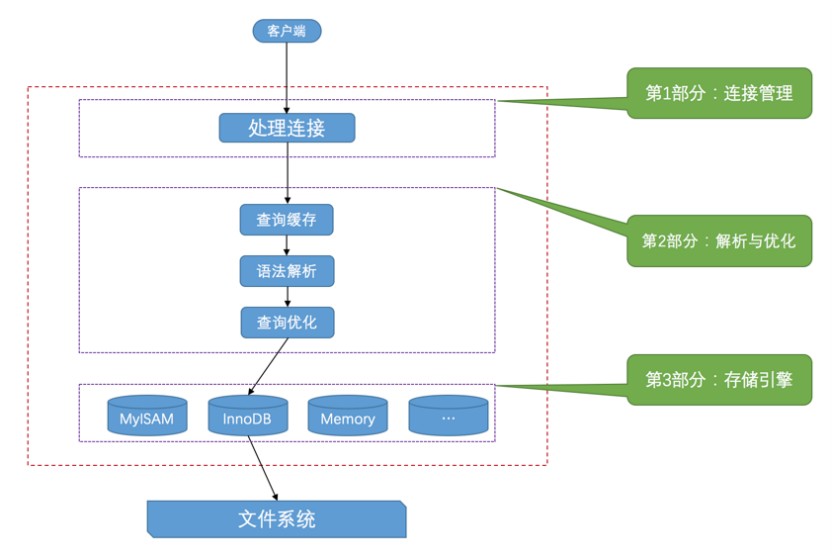 客户端
处理连接
第1部分：连接管理
查询缓存
语法解析
查询优化
第2部分：解析与优化
MyISAM
InnoDB
Memory
...
第3部分：存储引擎
文件系统